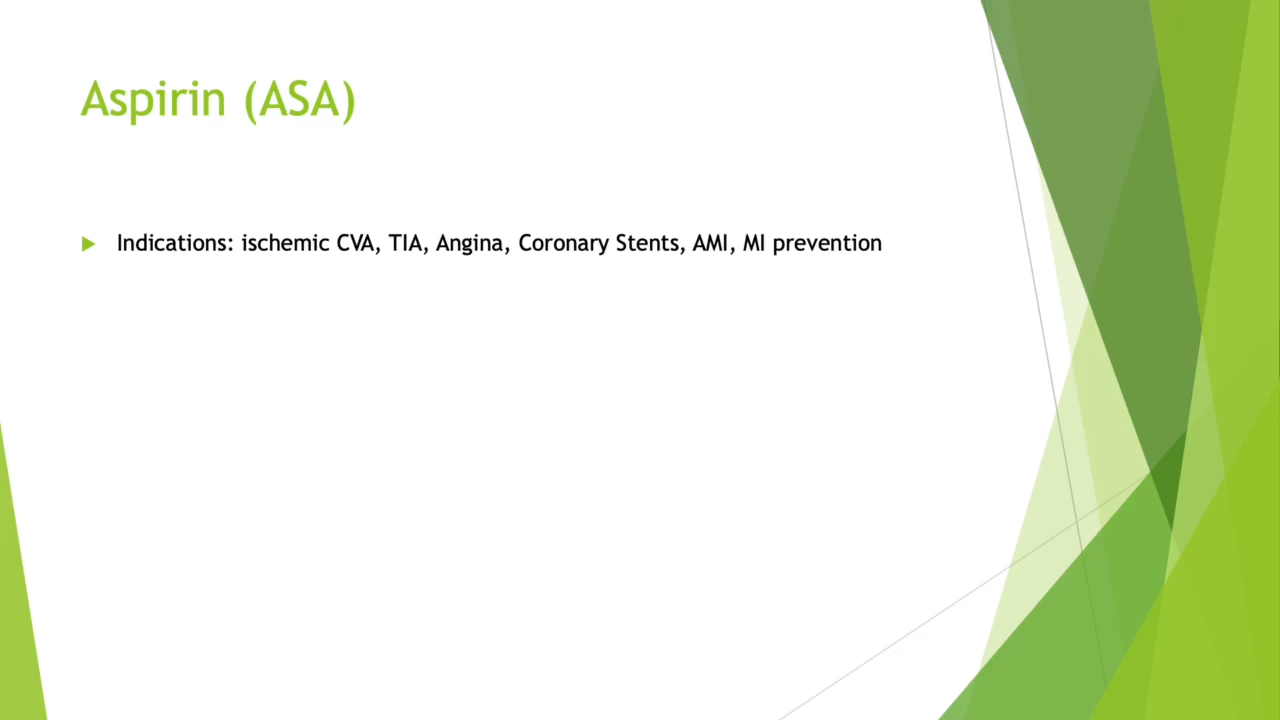 Aspirin (ASA)
Indications: ischemic CVA, TIA, Angina, Coronary Stents, AMI, MI prevention